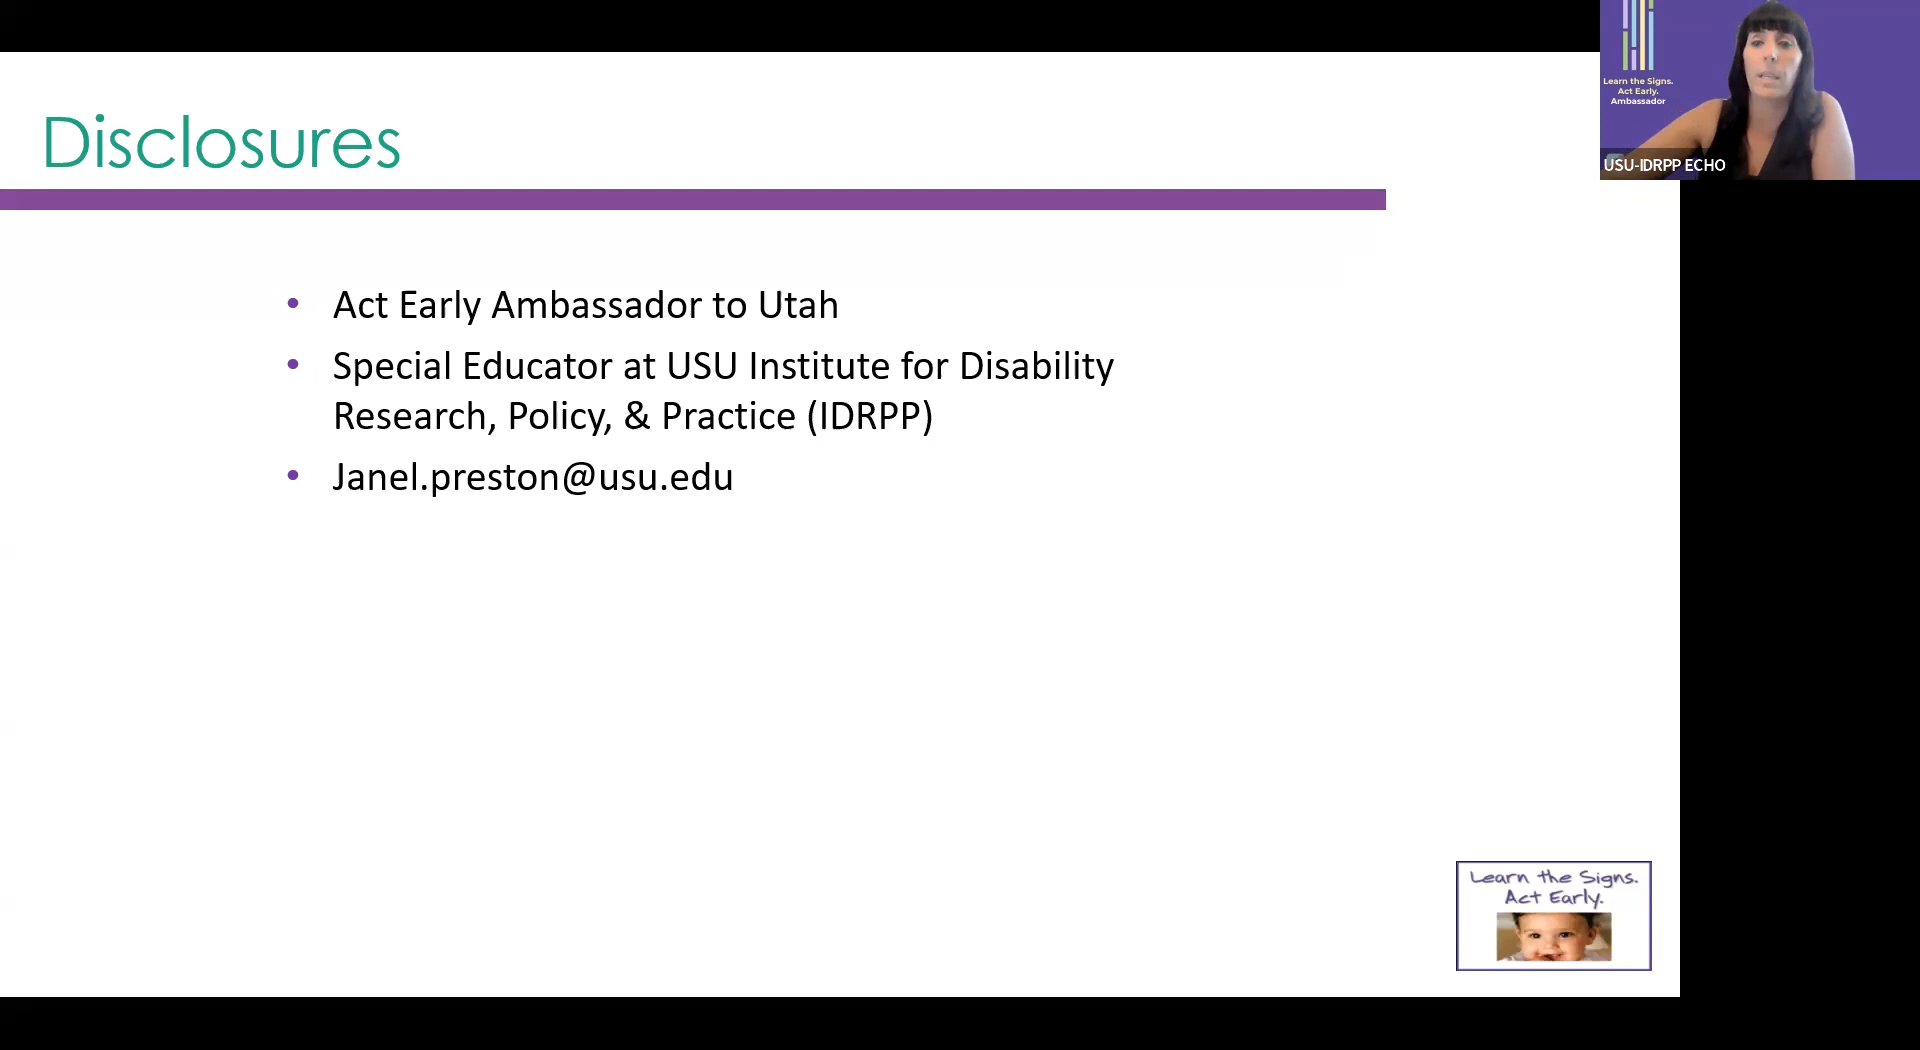 Disclosures
• Act Early Ambassador to Utah
• Special Educator at USU Institute for Disability
Research, Policy, & Practice (IDRPP)
• Janel.preston@usu.edu
Learn the Signs.
Act Early.
Ambassador
USU-IDRPP ECHO
Learn the Signs.
Act Early.